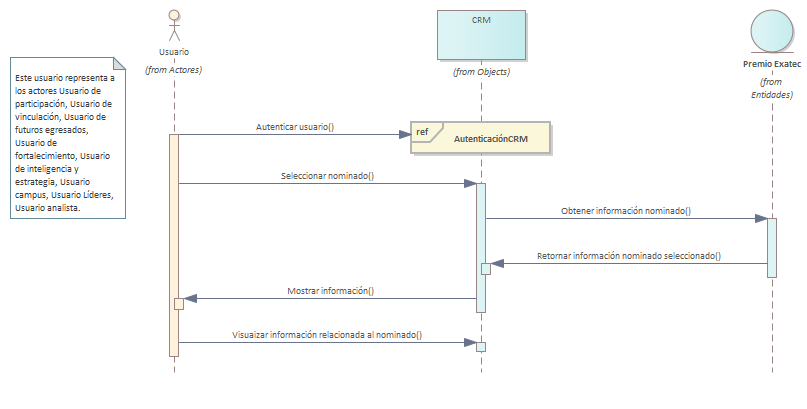 Usuario
(from Actores)
CRM
(from Objects)
Premio Exatec
(from
Entidades)
Este usuario representa a
los actores Usuario de
participación, Usuario de
vinculación, Usuario de
futuros egresados,
Usuario de
fortalecimiento, Usuario
de inteligencia y
estrategia, Usuario
campus, Usuario Líderes,
Usuario analista.
Autenticar usuario()
ref
AutenticaciónCRM
Seleccionar nominado()
Obtener información nominado()
Retornar información nominado seleccionado()
Mostrar información()
Visuaizar información relacionada al nominado()